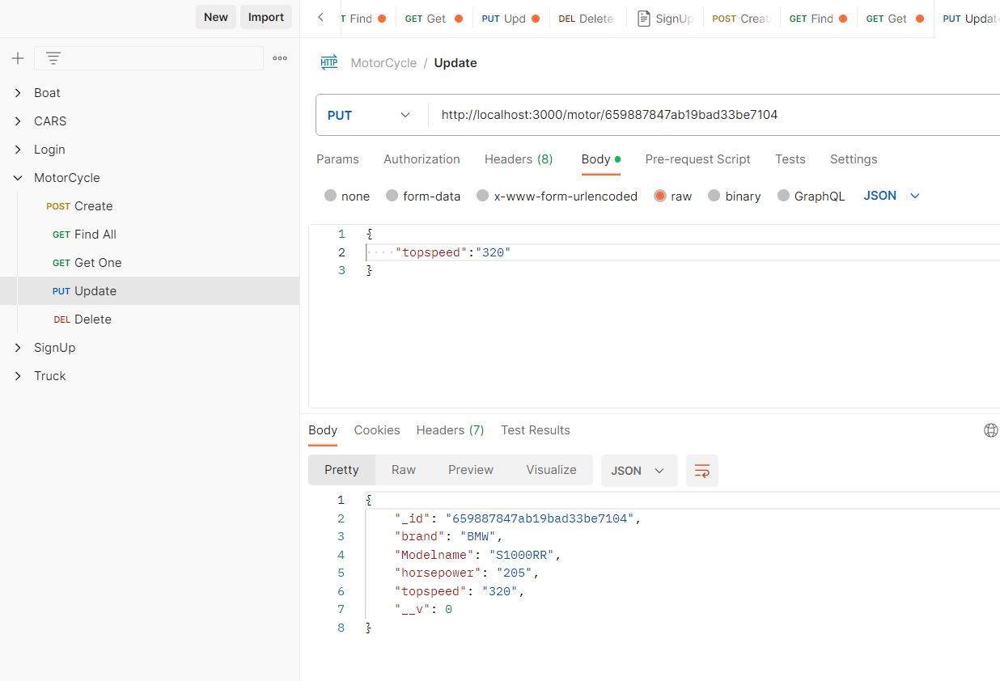 New Import
T Find GET Get PUT Upd DEL Delete SignUp POST Creat GET Find GET Get PUT Updat
MotorCycle / Update
Boat
CARS
Login
MotorCycle
POST Create
GET Find All
GET Get One
PUT Update
DEL Delete
SignUp
Truck
PUT http://localhost:3000/motor/659887847ab19bad33be7104
Params Authorization Headers (8) Body Pre-request Script Tests Settings
none form-data x-www-form-urlencoded raw binary GraphQL JSON
1 {
2 ····"topspeed":"320"
3 }
Body Cookies Headers (7) Test Results
Pretty Raw Preview Visualize JSON
1 {
2 "_id": "659887847ab19bad33be7104",
3 "brand": "BMW",
4 "Modelname": "S1000RR",
5 "horsepower": "205",
6 "topspeed": "320",
7 "__v": 0
8 }